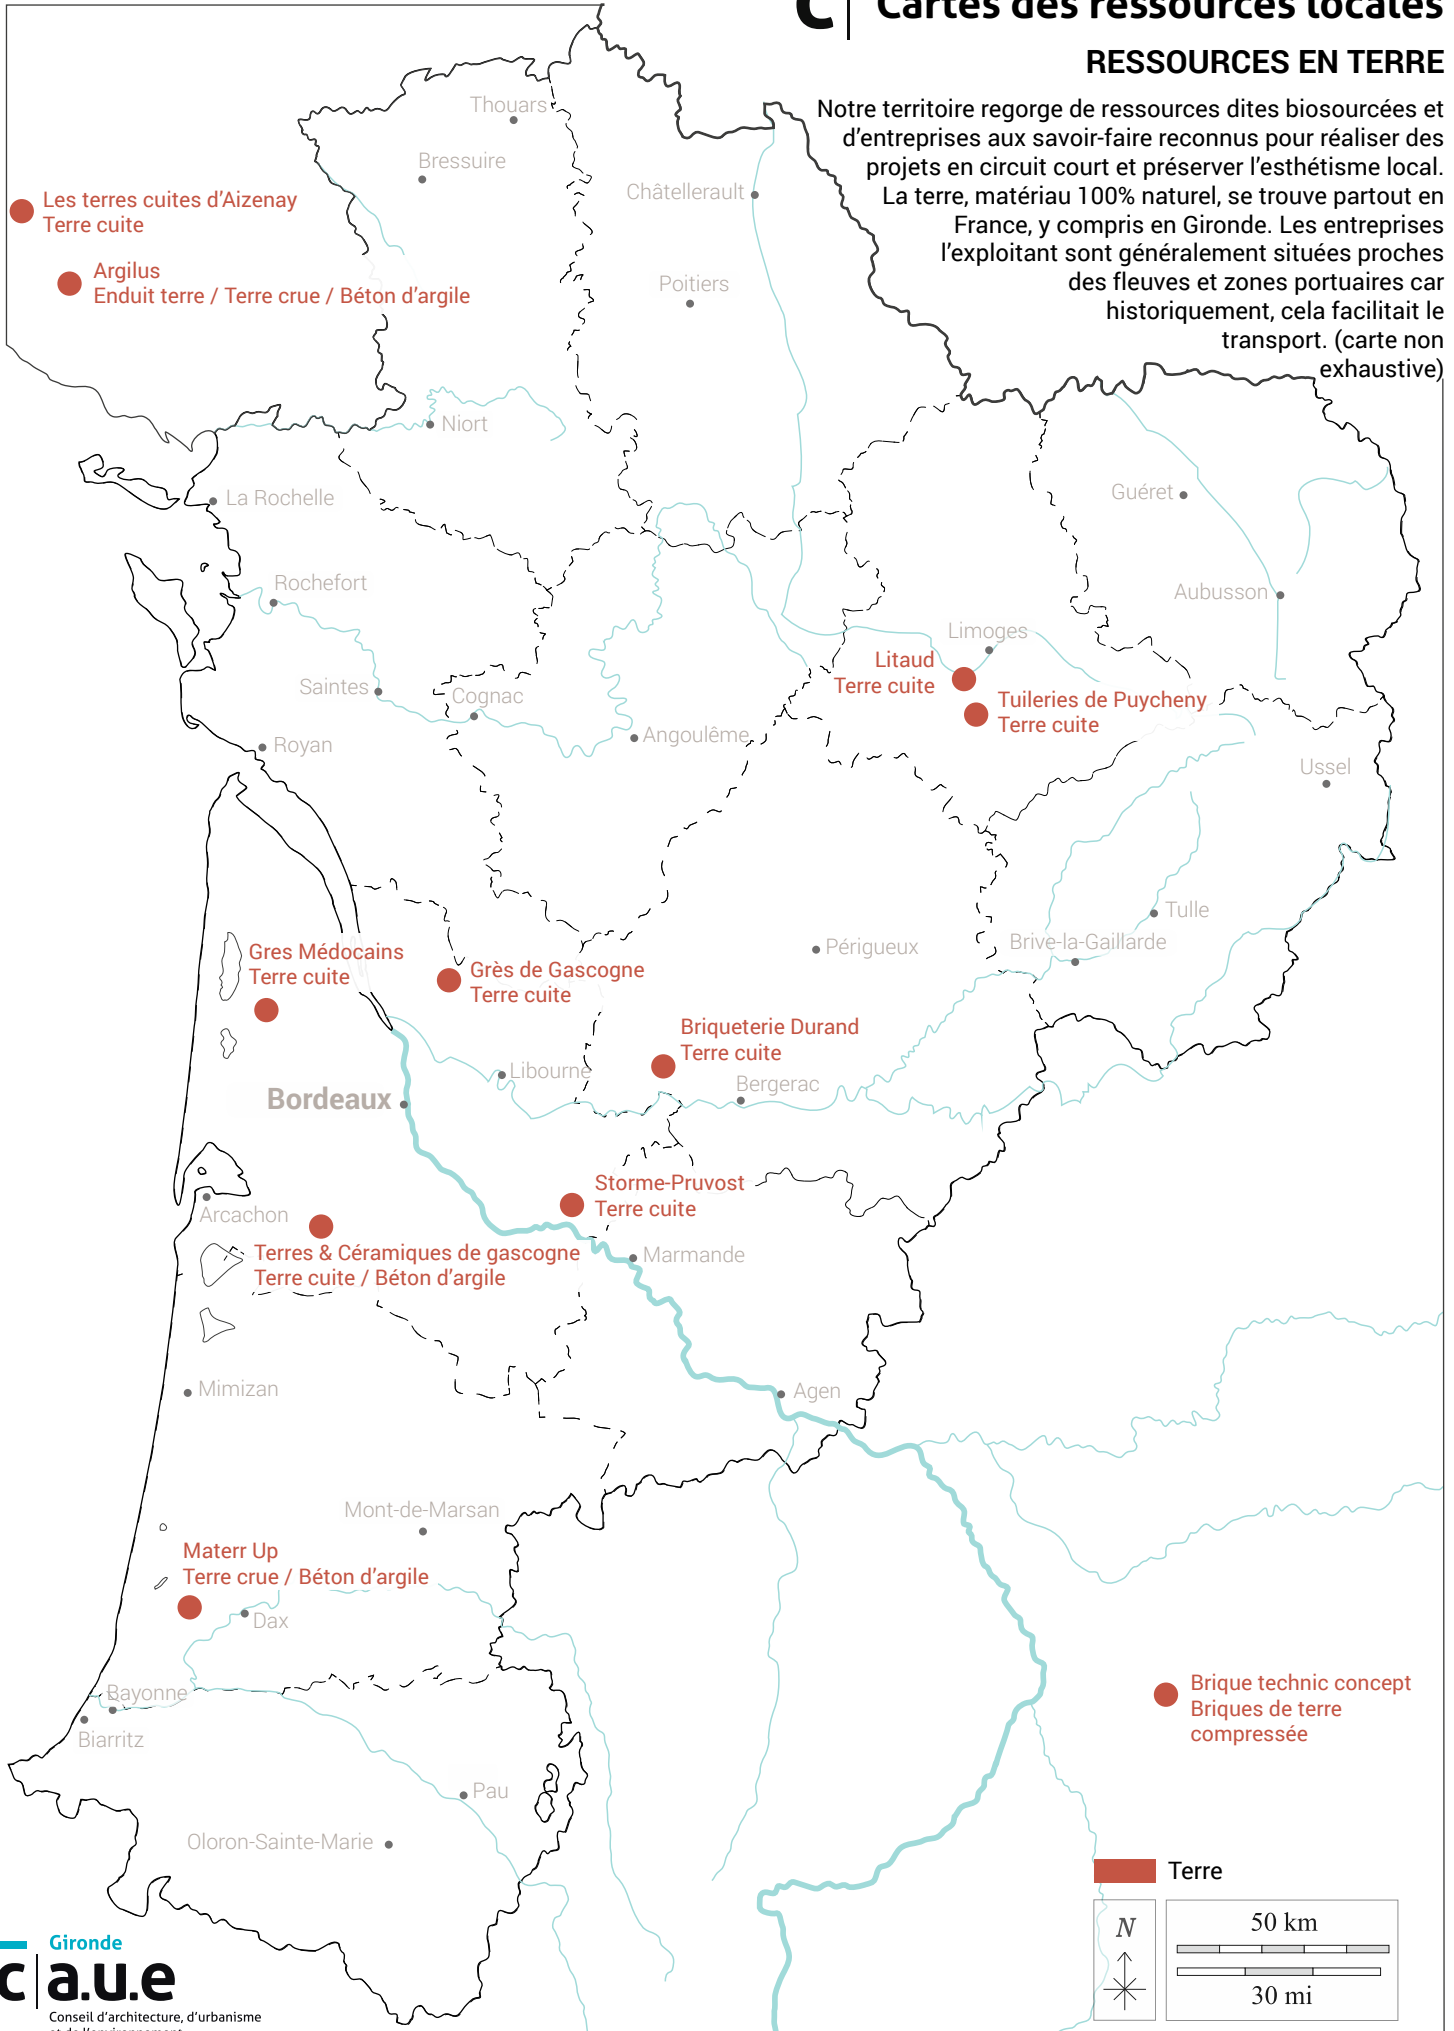 c| Cartes des ressources locales
RESSOURCES EN TERRE
Notre territoire regorge de ressources dites biosourcées et
d'entreprises aux savoir-faire reconnus pour réaliser des
projets en circuit court et préserver l'esthétisme local.
La terre, matériau 100% naturel, se trouve partout en
France, y compris en Gironde. Les entreprises
l'exploitant sont généralement situées proches
des fleuves et zones portuaires car
historiquement, cela facilitait le
transport. (carte non
exhaustive)
Thouars
Bressuire
Châtellerault
Les terres cuites d'Aizenay
Terre cuite
Argilus
Enduit terre / Terre crue / Béton d'argile
Poitiers
Niort
La Rochelle
Guéret
Rochefort
Aubusson
Limoges
Litaud
Terre cuite
Saintes
Cognac
Tuileries de Puycheny
Terre cuite
Angoulême
Royan
Ussel
Tulle
Périgueux
Brive-la-Gaillarde
Gres Médocains
Terre cuite
Grès de Gascogne
Terre cuite
Briqueterie Durand
Terre cuite
Libourne
Bergerac
Bordeaux
Storme-Pruvost
Terre cuite
Arcachon
Terres & Céramiques de gascogne
Terre cuite / Béton d'argile
Marmande
Mimizan
Agen
Mont-de-Marsan
Materr Up
Terre crue / Béton d'argile
Dax
Bayonne
Biarritz
Brique technic concept
Briques de terre
compressée
Pau
Oloron-Sainte-Marie
Terre
N
50 km
30 mi
Gironde
c|a.u.e
Conseil d'architecture, d'urbanisme
et de l'environnement